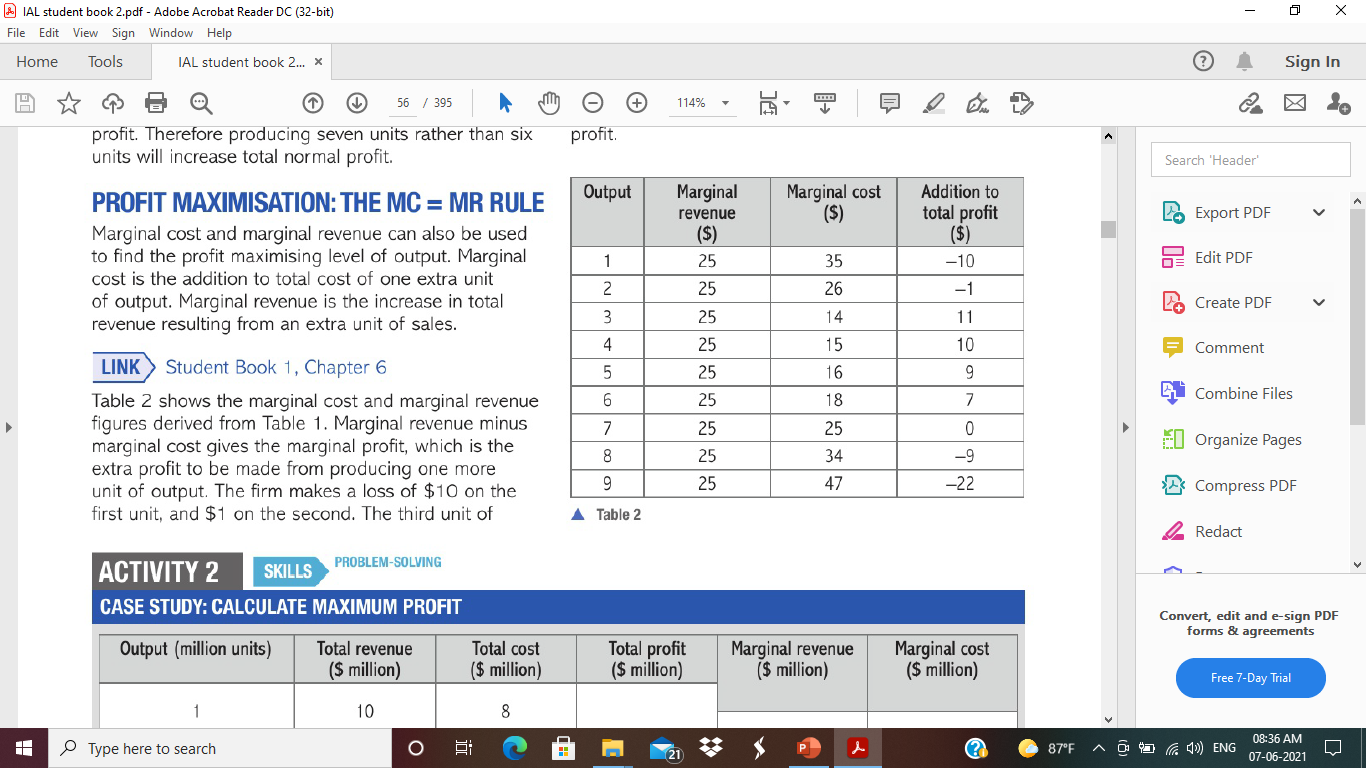 IAL student book 2.pdf - Adobe Acrobat Reader DC (32-bit)
File Edit View Sign Window Help
Home Tools IAL student book 2... × Sign In
56 / 395 114%
profit. Therefore producing seven units rather than six
units will increase total normal profit.
PROFIT MAXIMISATION: THE MC = MR RULE
Marginal cost and marginal revenue can also be used
to find the profit maximising level of output. Marginal
cost is the addition to total cost of one extra unit
of output. Marginal revenue is the increase in total
revenue resulting from an extra unit of sales.
LINK Student Book 1, Chapter 6
Table 2 shows the marginal cost and marginal revenue
figures derived from Table 1. Marginal revenue minus
marginal cost gives the marginal profit, which is the
extra profit to be made from producing one more
unit of output. The firm makes a loss of $10 on the
first unit, and $1 on the second. The third unit of
profit.
Output Marginal Marginal cost Addition to
revenue ($) total profit
($) ($)
1 25 35 –10
2 25 26 –1
3 25 14 11
4 25 15 10
5 25 16 9
6 25 18 7
7 25 25 0
8 25 34 –9
9 25 47 –22
Table 2
ACTIVITY 2 SKILLS PROBLEM-SOLVING
CASE STUDY: CALCULATE MAXIMUM PROFIT
Output (million units) Total revenue Total cost Total profit Marginal revenue Marginal cost
($ million) ($ million) ($ million) ($ million) ($ million)
1 10 8
Search 'Header'
Export PDF
Edit PDF
Create PDF
Comment
Combine Files
Organize Pages
Compress PDF
Redact
Convert, edit and e-sign PDF
forms & agreements
Free 7-Day Trial
Type here to search
21
87°F ENG 08:36 AM
07-06-2021